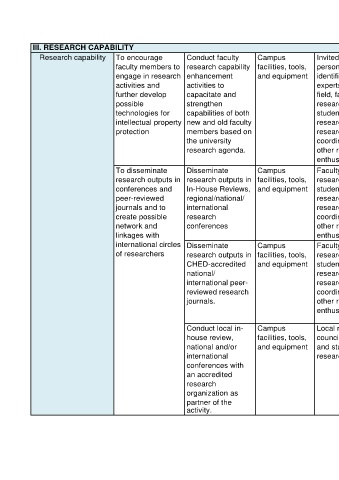 III. RESEARCH CAPABILITY
Research capability
To encourage
faculty members to
engage in research
activities and
further develop
possible
technologies for
intellectual property
protection
Conduct faculty
research capability
enhancement
activities to
capacitate and
strengthen
capabilities of both
new and old faculty
members based on
the university
research agenda.
Campus
facilities, tools,
and equipment
Invited
person
identifi
experts
field, fa
resear
studen
resear
resear
coordi
other r
enthus
To disseminate
research outputs in
conferences and
peer-reviewed
journals and to
create possible
network and
linkages with
international circles
of researchers
Disseminate
research outputs in
In-House Reviews,
regional/national/
international
research
conferences
Campus
facilities, tools,
and equipment
Faculty
resear
studen
resear
resear
coordi
other r
enthus
Disseminate
research outputs in
CHED-accredited
national/
international peer-
reviewed research
journals.
Campus
facilities, tools,
and equipment
Faculty
resear
studen
resear
resear
coordi
other r
enthus
Conduct local in-
house review,
national and/or
international
conferences with
an accredited
research
organization as
partner of the
activity.
Campus
facilities, tools,
and equipment
Local r
counci
and stu
resear